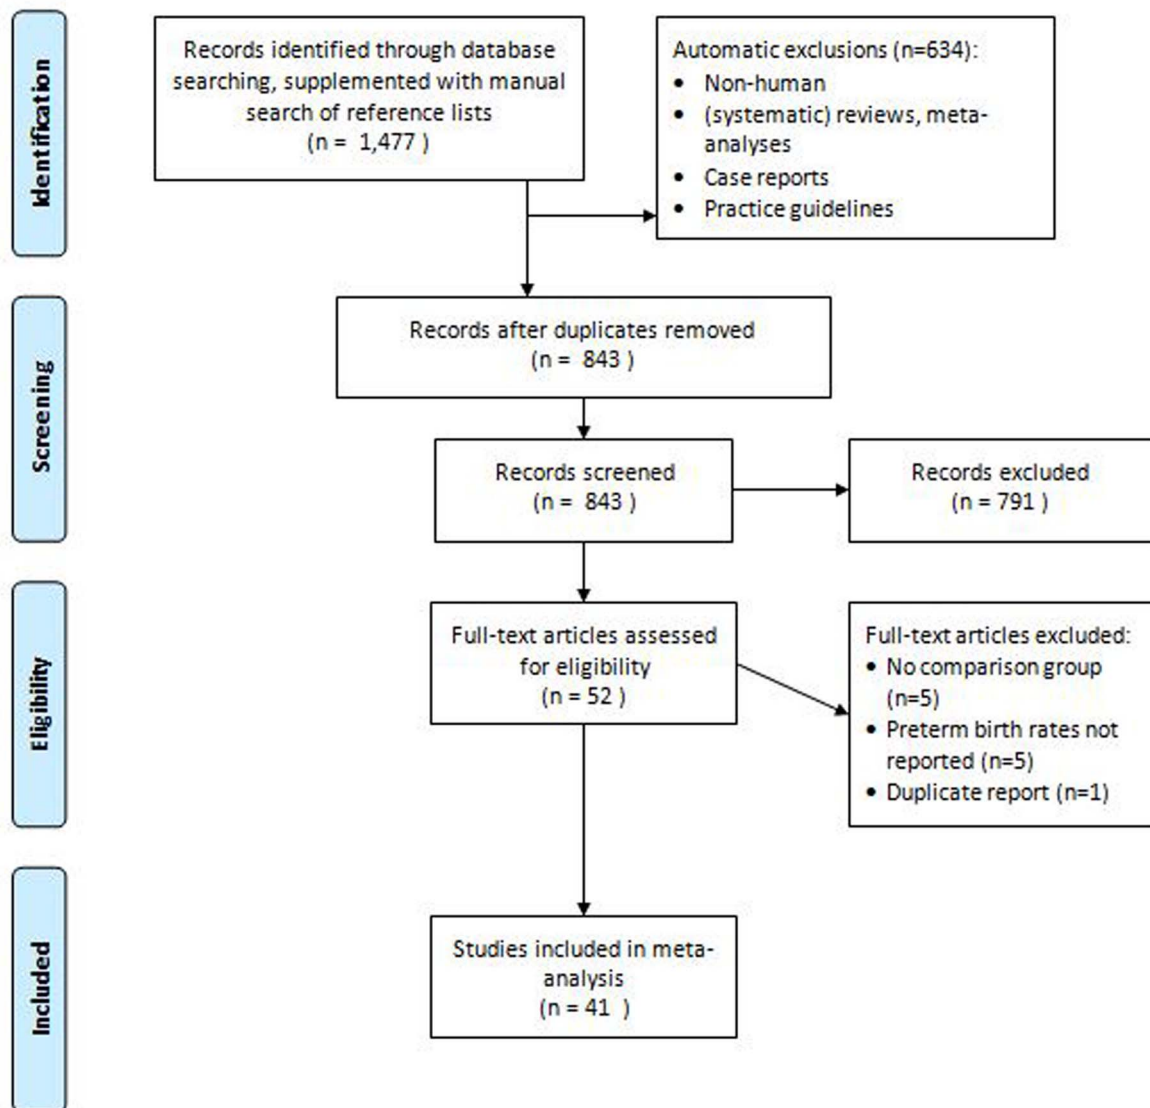 Identification
Records identified through database
searching, supplemented with manual
search of reference lists
(n = 1,477 )
Automatic exclusions (n=634):
• Non-human
• (systematic) reviews, meta-
analyses
• Case reports
• Practice guidelines
Screening
Records after duplicates removed
(n = 843 )
Records screened
(n = 843 )
Records excluded
(n = 791 )
Eligibility
Full-text articles assessed
for eligibility
(n = 52 )
Full-text articles excluded:
• No comparison group
(n=5)
• Preterm birth rates not
reported (n=5)
• Duplicate report (n=1)
Included
Studies included in meta-
analysis
(n = 41 )